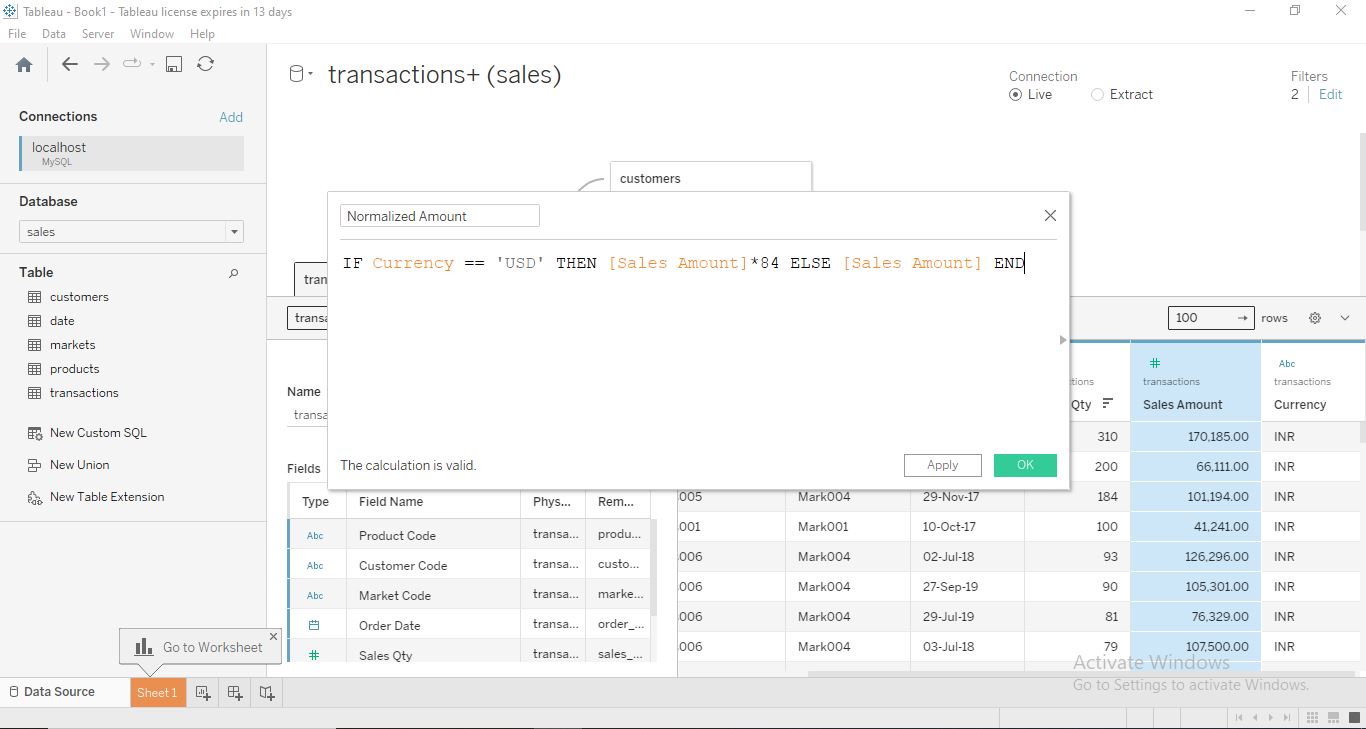 Tableau - Book1 - Tableau license expires in 13 days
File Data Server Window Help
transactions+ (sales)
Connection
Live Extract
Filters
2 Edit
Connections Add
localhost
MySQL
Database
sales
Table
customers
date
markets
products
transactions
New Custom SQL
New Union
New Table Extension
customers
tran
transa
100 rows
Normalized Amount
IF Currency == 'USD' THEN [Sales Amount]*84 ELSE [Sales Amount] END
The calculation is valid.
Apply OK
Name
transa
Fields
Type Field Name Phys... Rem...
Abc Product Code transa... produ...
Abc Customer Code transa... custo...
Abc Market Code transa... marke...
Order Date transa... order_...
# Sales Qty transa... sales_...
# Abc
tions transactions transactions
Qty Sales Amount Currency
310 170,185.00 INR
200 66,111.00 INR
005 Mark004 29-Nov-17 184 101,194.00 INR
001 Mark001 10-Oct-17 100 41,241.00 INR
006 Mark004 02-Jul-18 93 126,296.00 INR
006 Mark004 27-Sep-19 90 105,301.00 INR
006 Mark004 29-Jul-19 81 76,329.00 INR
006 Mark004 03-Jul-18 79 107,500.00 INR
Go to Worksheet
Activate Windows
Go to Settings to activate Windows.
Data Source Sheet 1